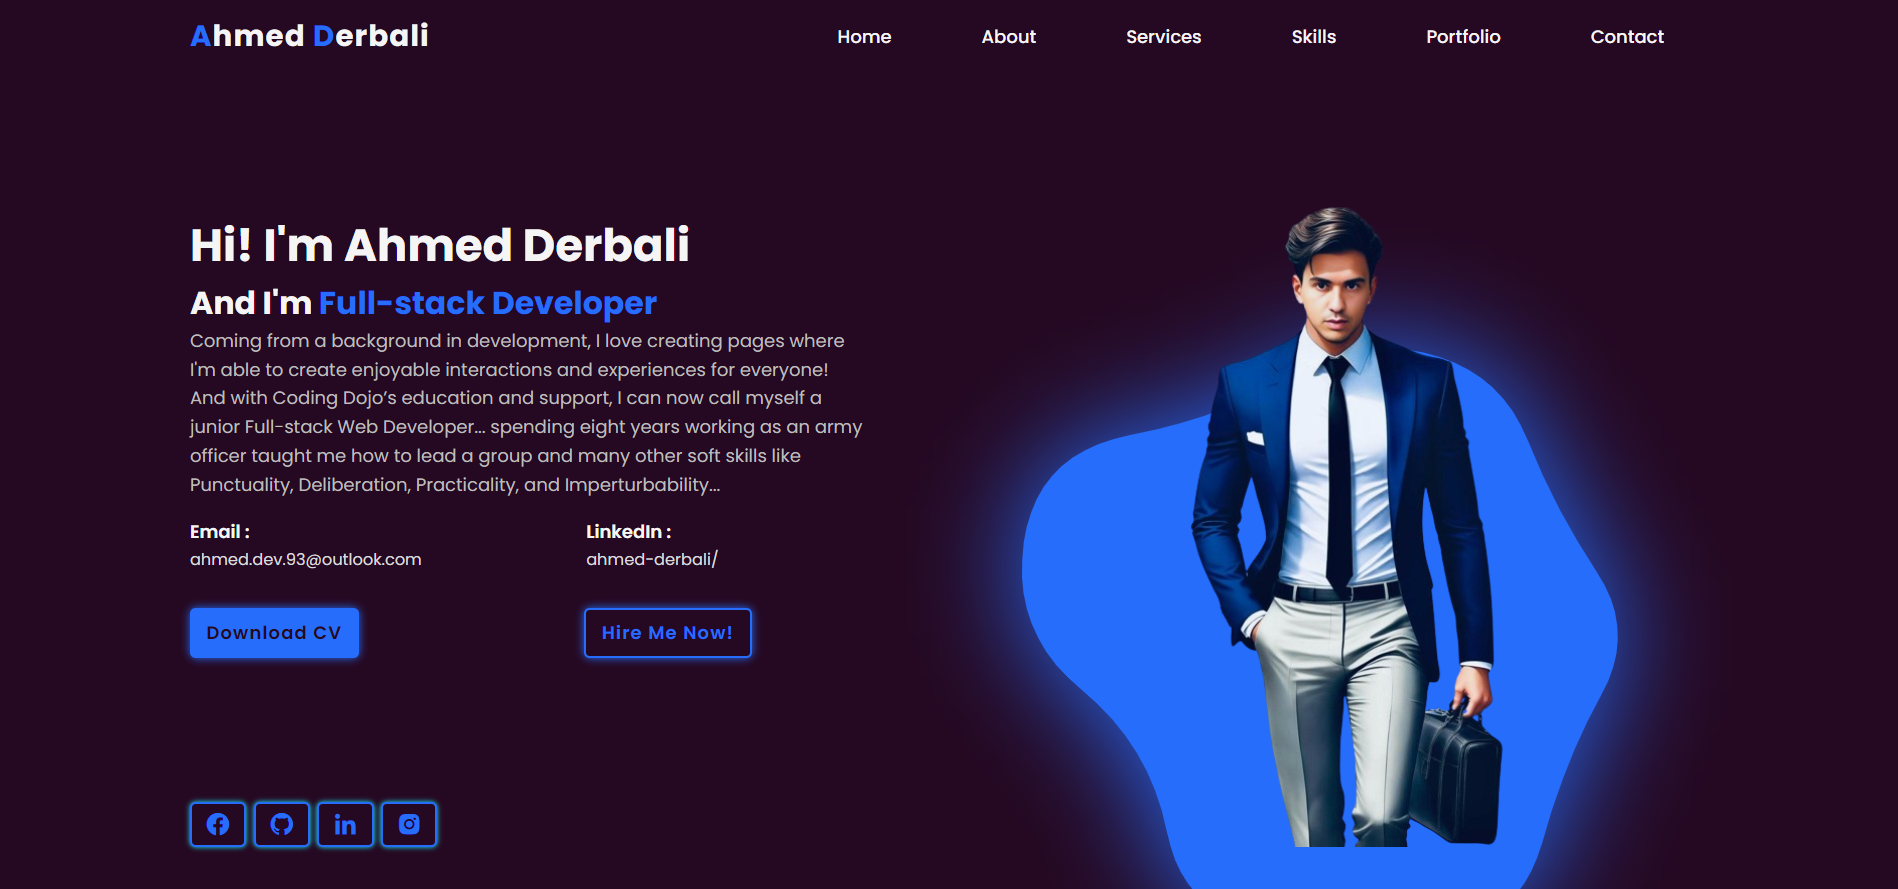 Ahmed Derbali
Home About Services Skills Portfolio Contact
Hi! I'm Ahmed Derbali
And I'm Full-stack Developer
Coming from a background in development, I love creating pages where
I'm able to create enjoyable interactions and experiences for everyone!
And with Coding Dojo’s education and support, I can now call myself a
junior Full-stack Web Developer... spending eight years working as an army
officer taught me how to lead a group and many other soft skills like
Punctuality, Deliberation, Practicality, and Imperturbability...
Email :
ahmed.dev.93@outlook.com
LinkedIn :
ahmed-derbali/
Download CV
Hire Me Now!